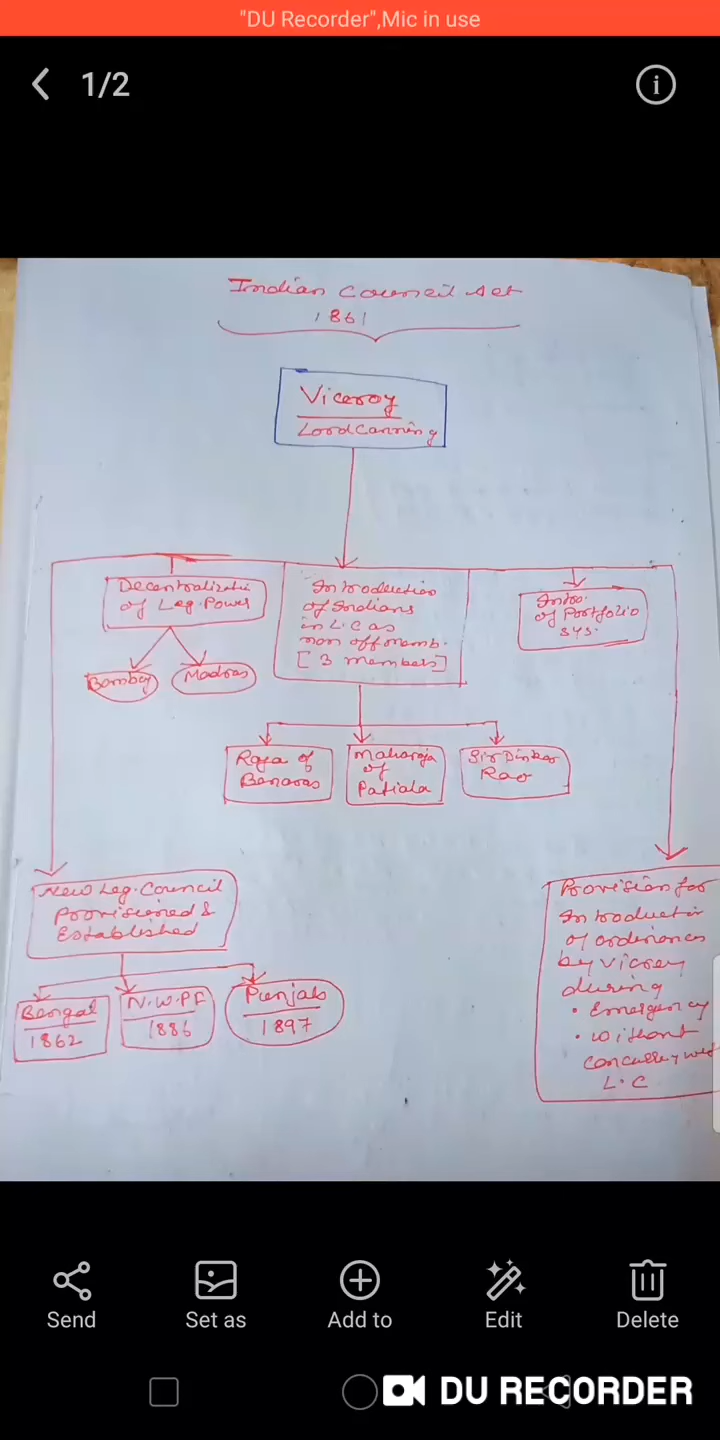 "DU Recorder",Mic in use
1/2
Indian Council Act
1861
Viceroy
Lord Canning
Decentralizati
of Leg. Power
Bombay
Madras
Introduction
of Indians
in L.C as
non off memb.
[3 members]
Intro.
of Portfolio
sys.
Raja of
Benaras
Maharaja
of
Patiala
Sir Dinkar
Rao
New Leg. Council
Provisioned &
Established
Bengal
1862
N.W.PF
1886
Punjab
1897
Provision for
Introductio
of ordinances
by Viceroy
during
• Emergency
• without
L.C
Send
Set as
Add to
Edit
Delete
DU RECORDER